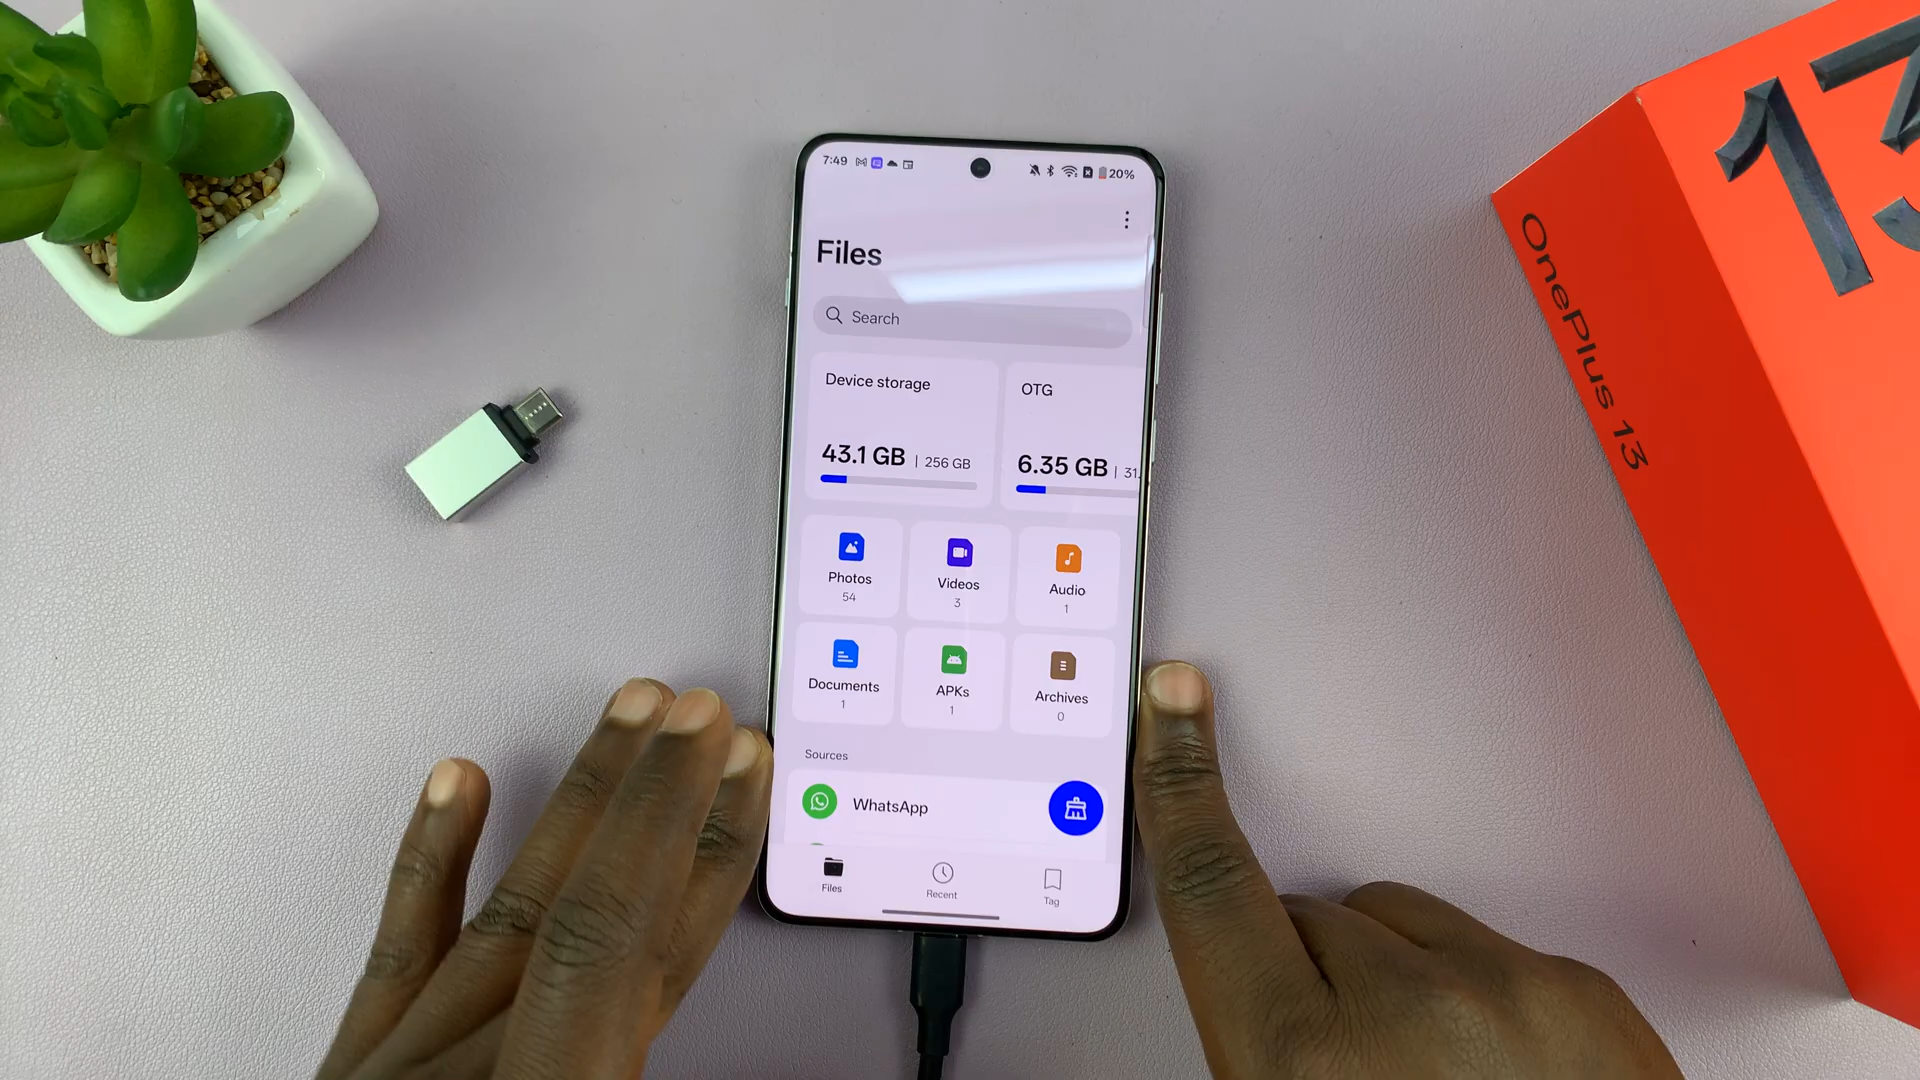 7:49
20%
Files
Search
Device storage
OTG
43.1 GB | 256 GB
6.35 GB | 31.
Photos
Videos
Audio
54
3
1
Documents
APKs
Archives
1
1
0
Sources
WhatsApp
Files
Recent
Tag
13
OnePlus 13